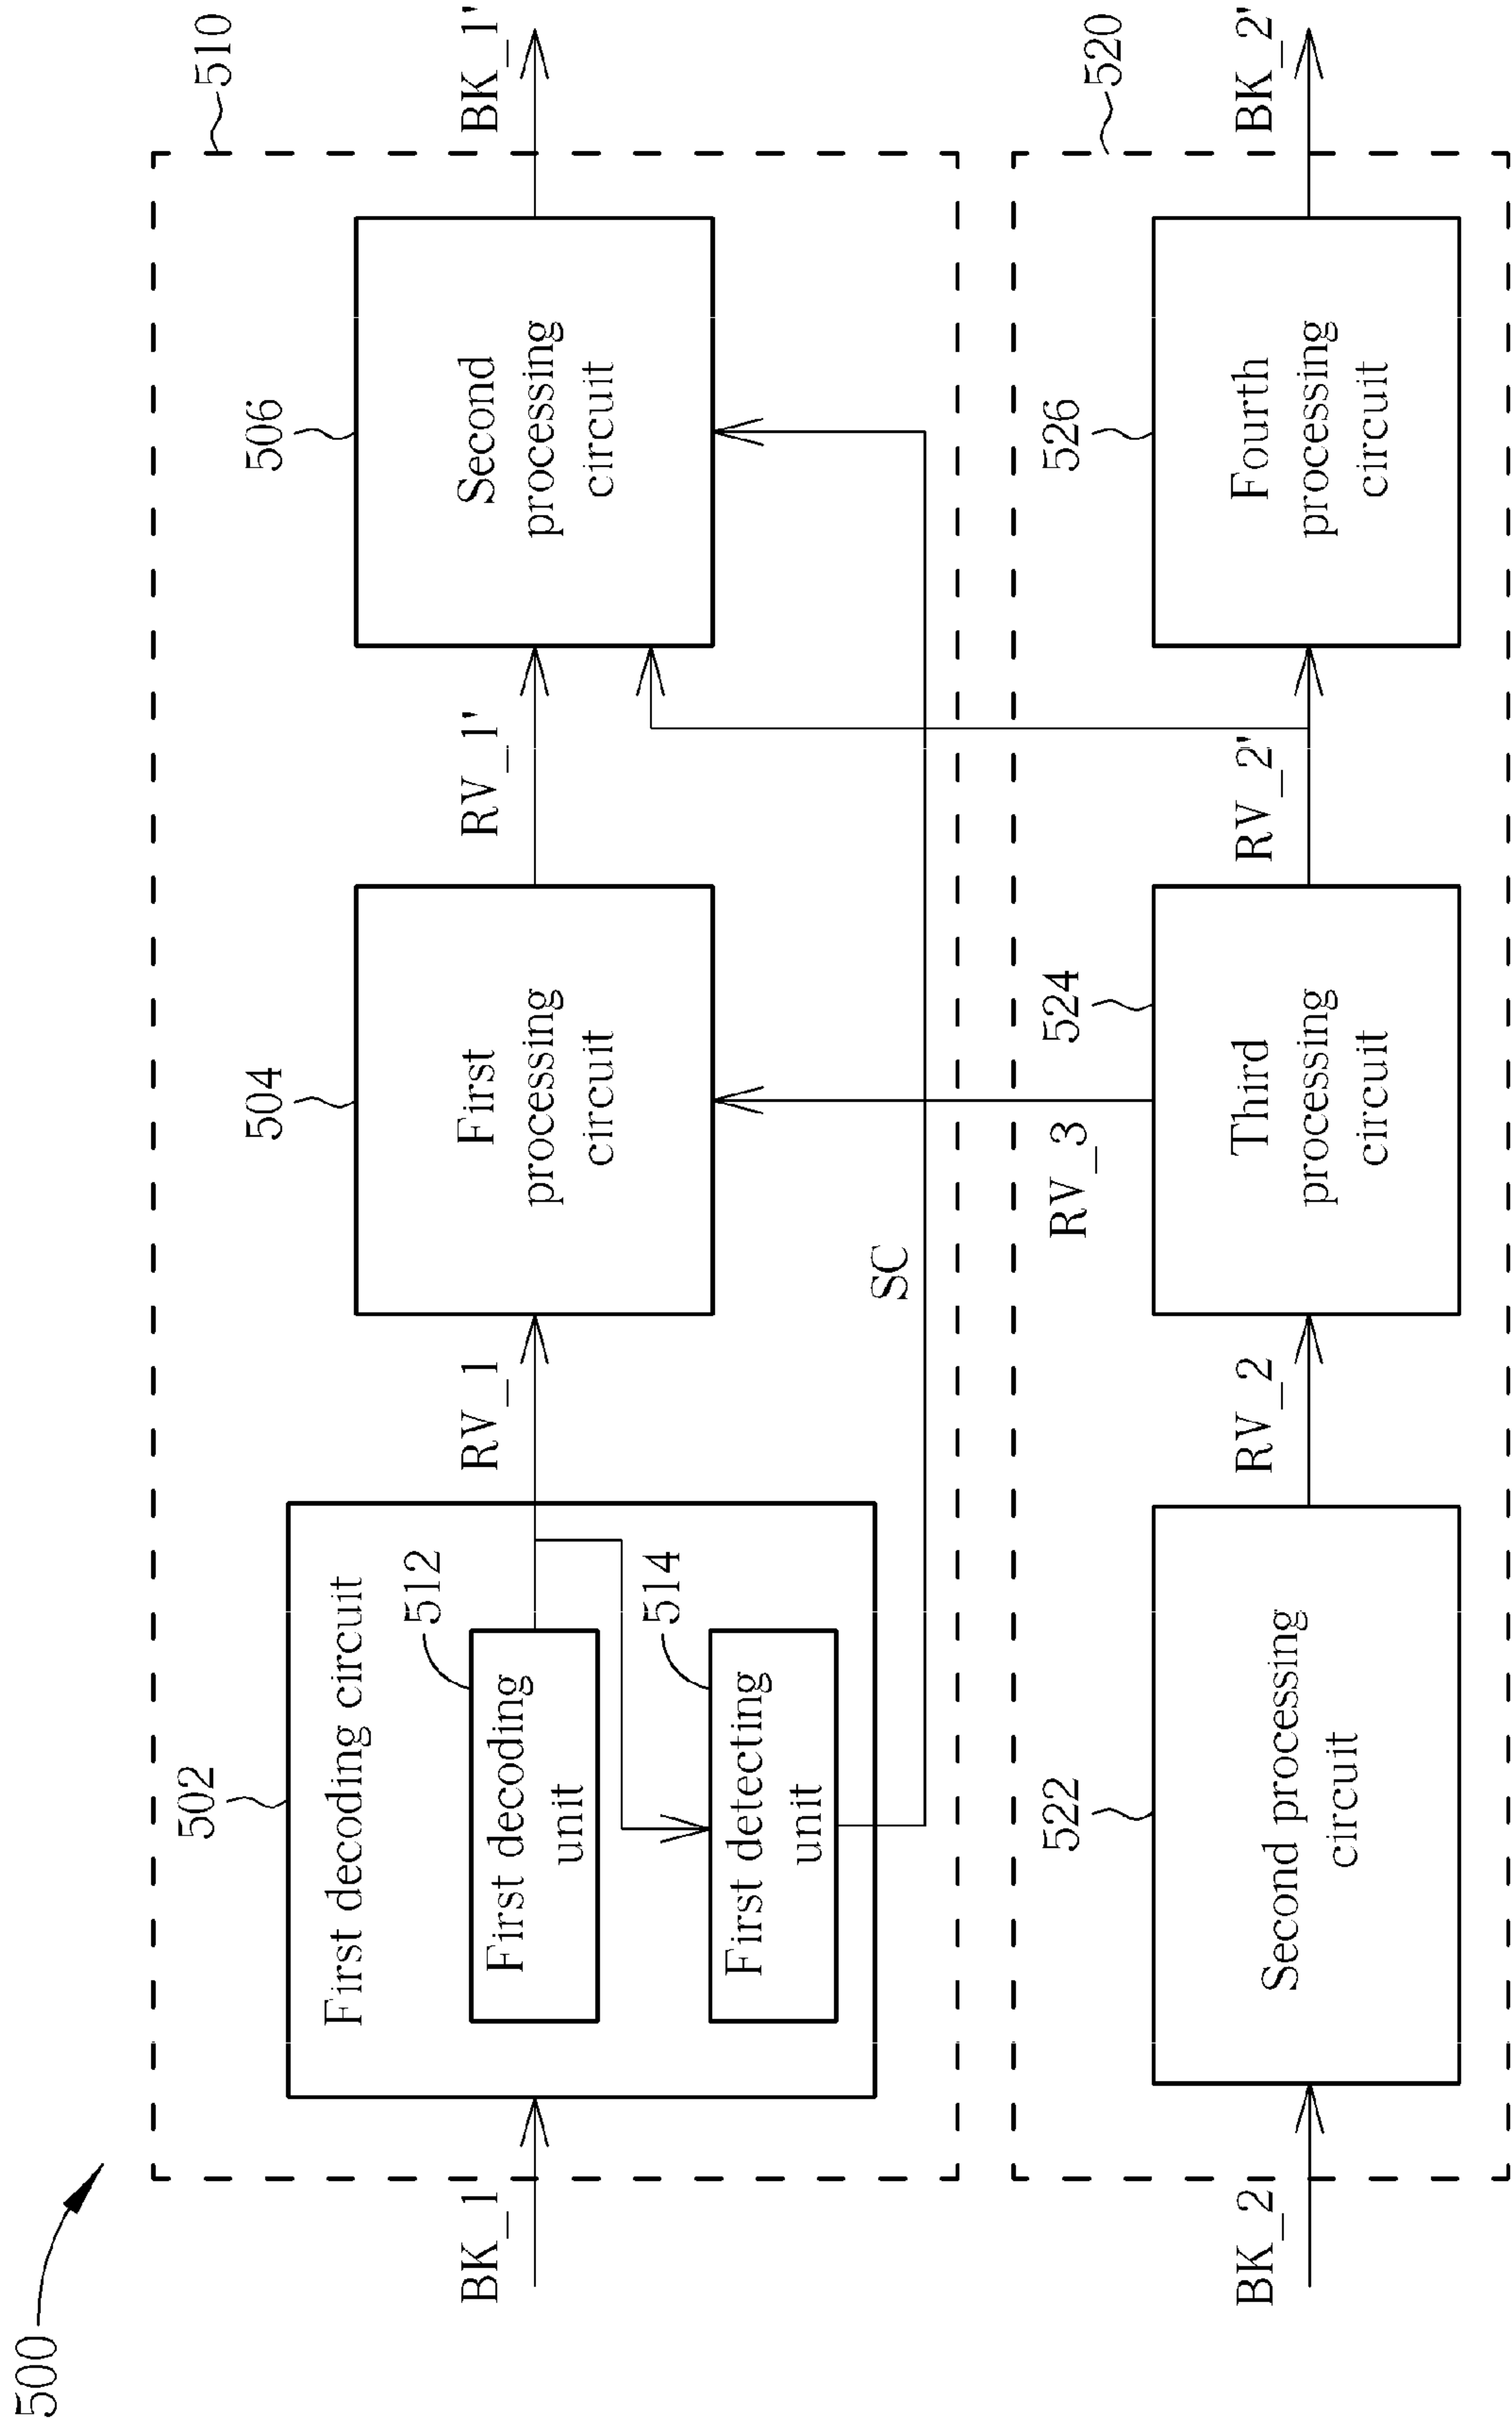 500
510
502
First decoding circuit
512
First decoding
unit
514
First detecting
unit
504
First
processing
circuit
506
Second
processing
circuit
BK_1
RV_1
RV_1'
BK_1'
SC
RV_3
520
522
Second processing
circuit
524
Third
processing
circuit
526
Fourth
processing
circuit
BK_2
RV_2
RV_2'
BK_2'